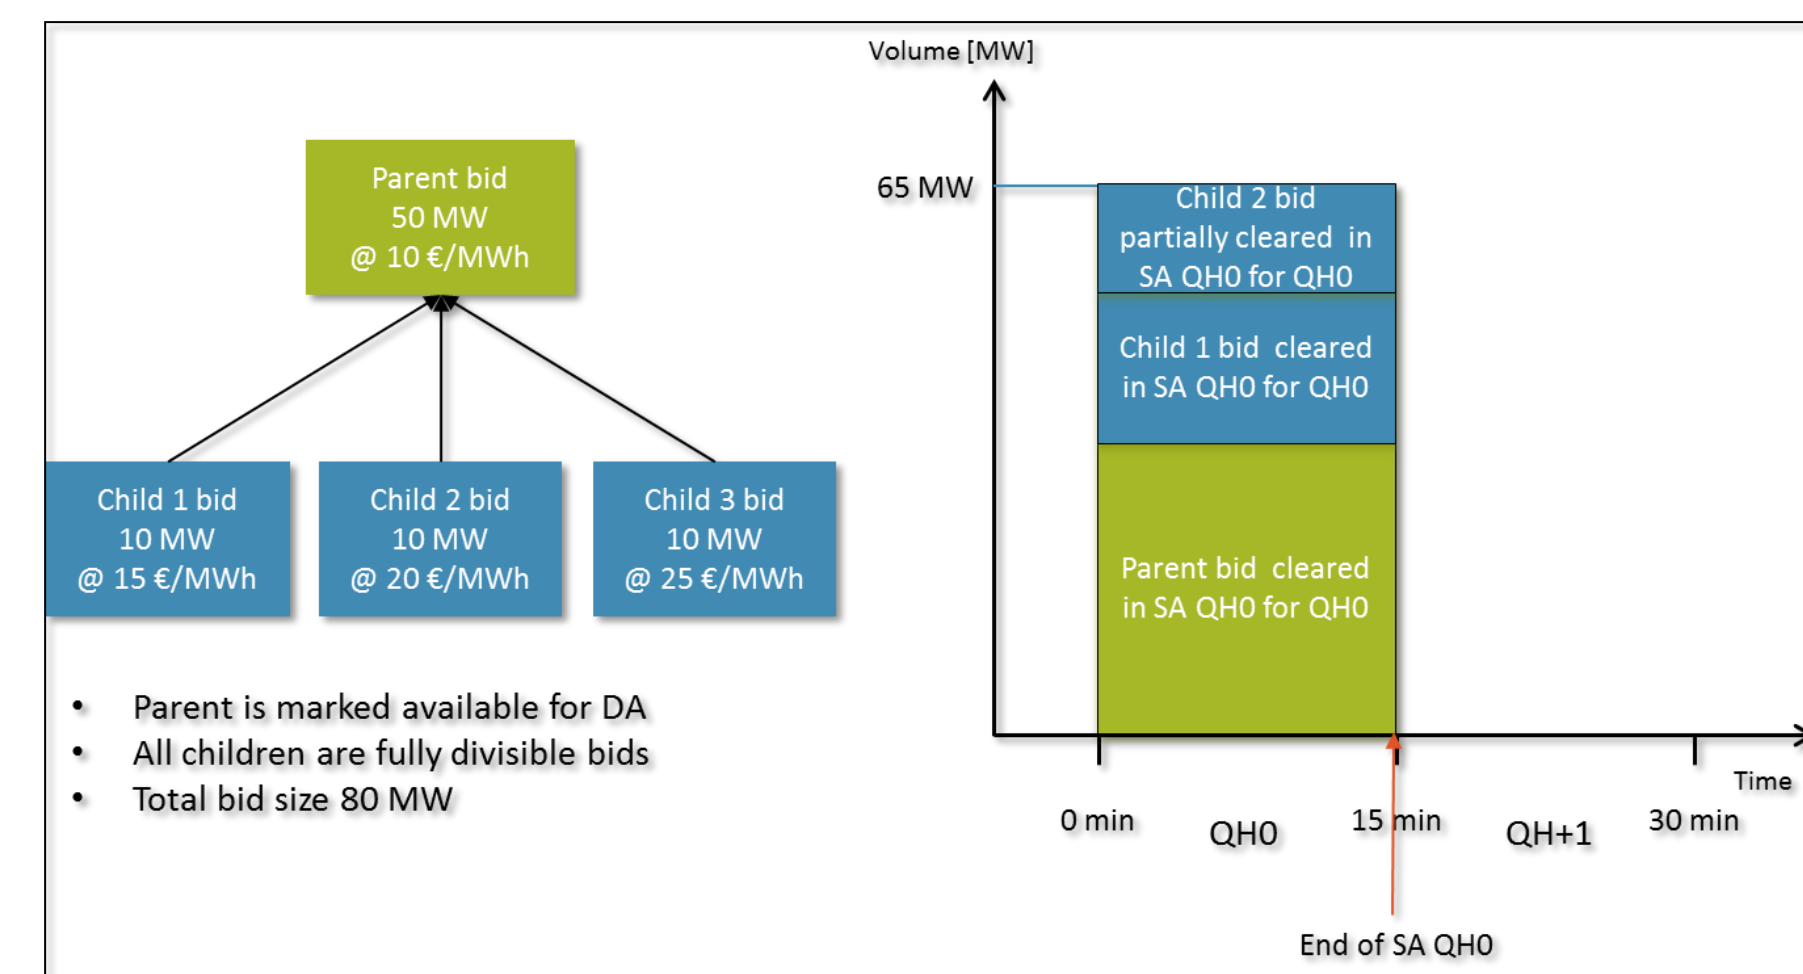 Parent bid
50 MW
@ 10 €/MWh
Child 1 bid
10 MW
@ 15 €/MWh
Child 2 bid
10 MW
@ 20 €/MWh
Child 3 bid
10 MW
@ 25 €/MWh
• Parent is marked available for DA
• All children are fully divisible bids
• Total bid size 80 MW
Volume [MW]
65 MW
Child 2 bid
partially cleared in
SA QH0 for QH0
Child 1 bid cleared
in SA QH0 for QH0
Parent bid cleared
in SA QH0 for QH0
Time
0 min
15 min
30 min
QH0
QH+1
End of SA QH0